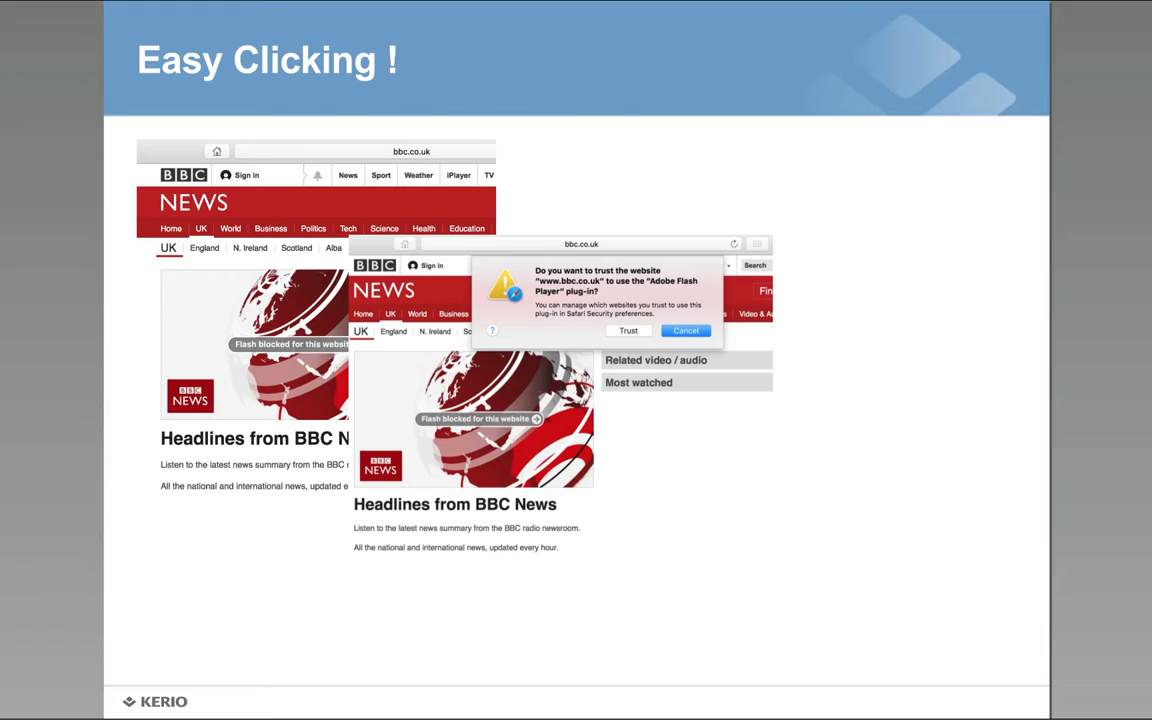 Easy Clicking !
bbc.co.uk
BBC Sign in News Sport Weather iPlayer TV
NEWS
Home UK World Business Politics Tech Science Health Education
UK England N. Ireland Scotland Alba
Flash blocked for this website
BBC
NEWS
Headlines from BBC N
Listen to the latest news summary from the BBC r
All the national and international news, updated e
bbc.co.uk
BBC Sign in Search
NEWS Fin
Home UK World Business Video & A
UK England N. Ireland Sc
Do you want to trust the website
"www.bbc.co.uk" to use the "Adobe Flash
Player" plug-in?
You can manage which websites you trust to use this
plug-in in Safari Security preferences.
? Trust Cancel
Related video / audio
Most watched
Flash blocked for this website
BBC
NEWS
Headlines from BBC News
Listen to the latest news summary from the BBC radio newsroom.
All the national and international news, updated every hour.
KERIO